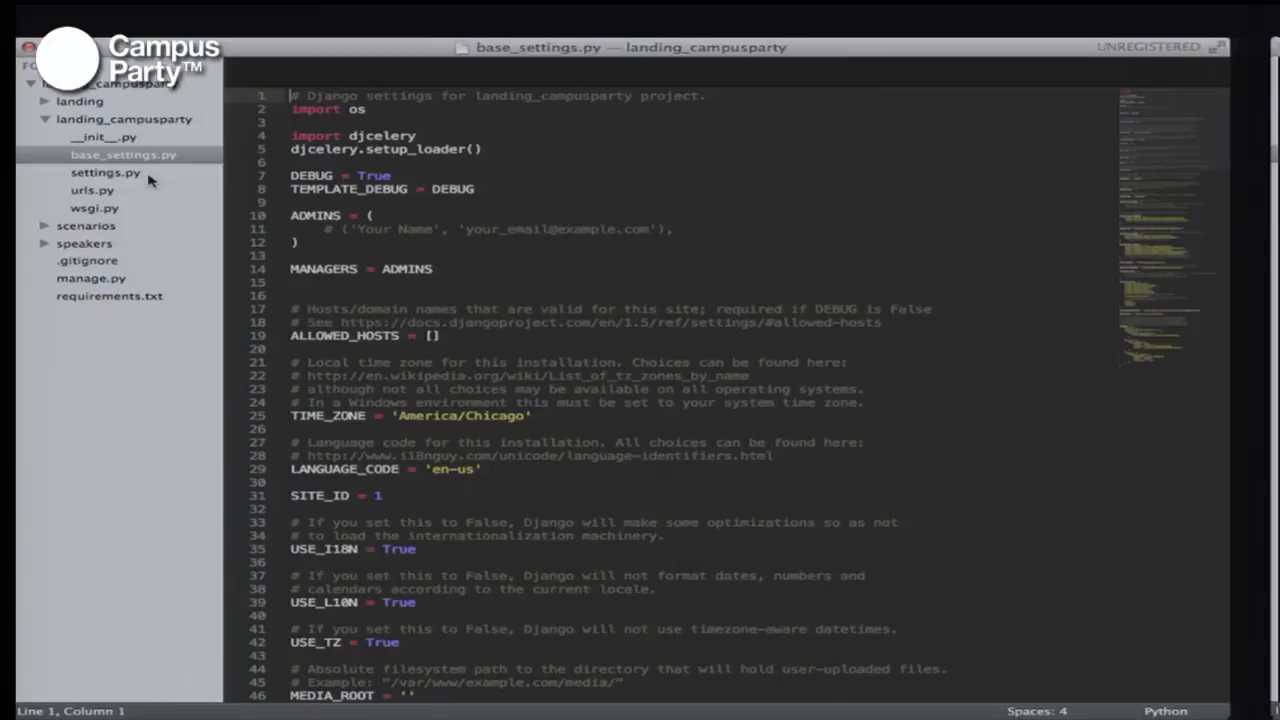 Campus
Party™
base_settings.py — landing_campusparty
UNREGISTERED
landing
landing_campusparty
__init__.py
base_settings.py
settings.py
urls.py
wsgi.py
scenarios
speakers
.gitignore
manage.py
requirements.txt
1 # Django settings for landing_campusparty project.
2 import os
3
4 import djcelery
5 djcelery.setup_loader()
6
7 DEBUG = True
8 TEMPLATE_DEBUG = DEBUG
9
10 ADMINS = (
11 # ('Your Name', 'your_email@example.com'),
12 )
13
14 MANAGERS = ADMINS
15
16
17 # Hosts/domain names that are valid for this site; required if DEBUG is False
18 # See https://docs.djangoproject.com/en/1.5/ref/settings/#allowed-hosts
19 ALLOWED_HOSTS = []
20
21 # Local time zone for this installation. Choices can be found here:
22 # http://en.wikipedia.org/wiki/List_of_tz_zones_by_name
23 # although not all choices may be available on all operating systems.
24 # In a Windows environment this must be set to your system time zone.
25 TIME_ZONE = 'America/Chicago'
26
27 # Language code for this installation. All choices can be found here:
28 # http://www.i18nguy.com/unicode/language-identifiers.html
29 LANGUAGE_CODE = 'en-us'
30
31 SITE_ID = 1
32
33 # If you set this to False, Django will make some optimizations so as not
34 # to load the internationalization machinery.
35 USE_I18N = True
36
37 # If you set this to False, Django will not format dates, numbers and
38 # calendars according to the current locale.
39 USE_L10N = True
40
41 # If you set this to False, Django will not use timezone-aware datetimes.
42 USE_TZ = True
43
44 # Absolute filesystem path to the directory that will hold user-uploaded files.
45 # Example: "/var/www/example.com/media/"
46 MEDIA_ROOT = ''
Line 1, Column 1
Spaces: 4
Python